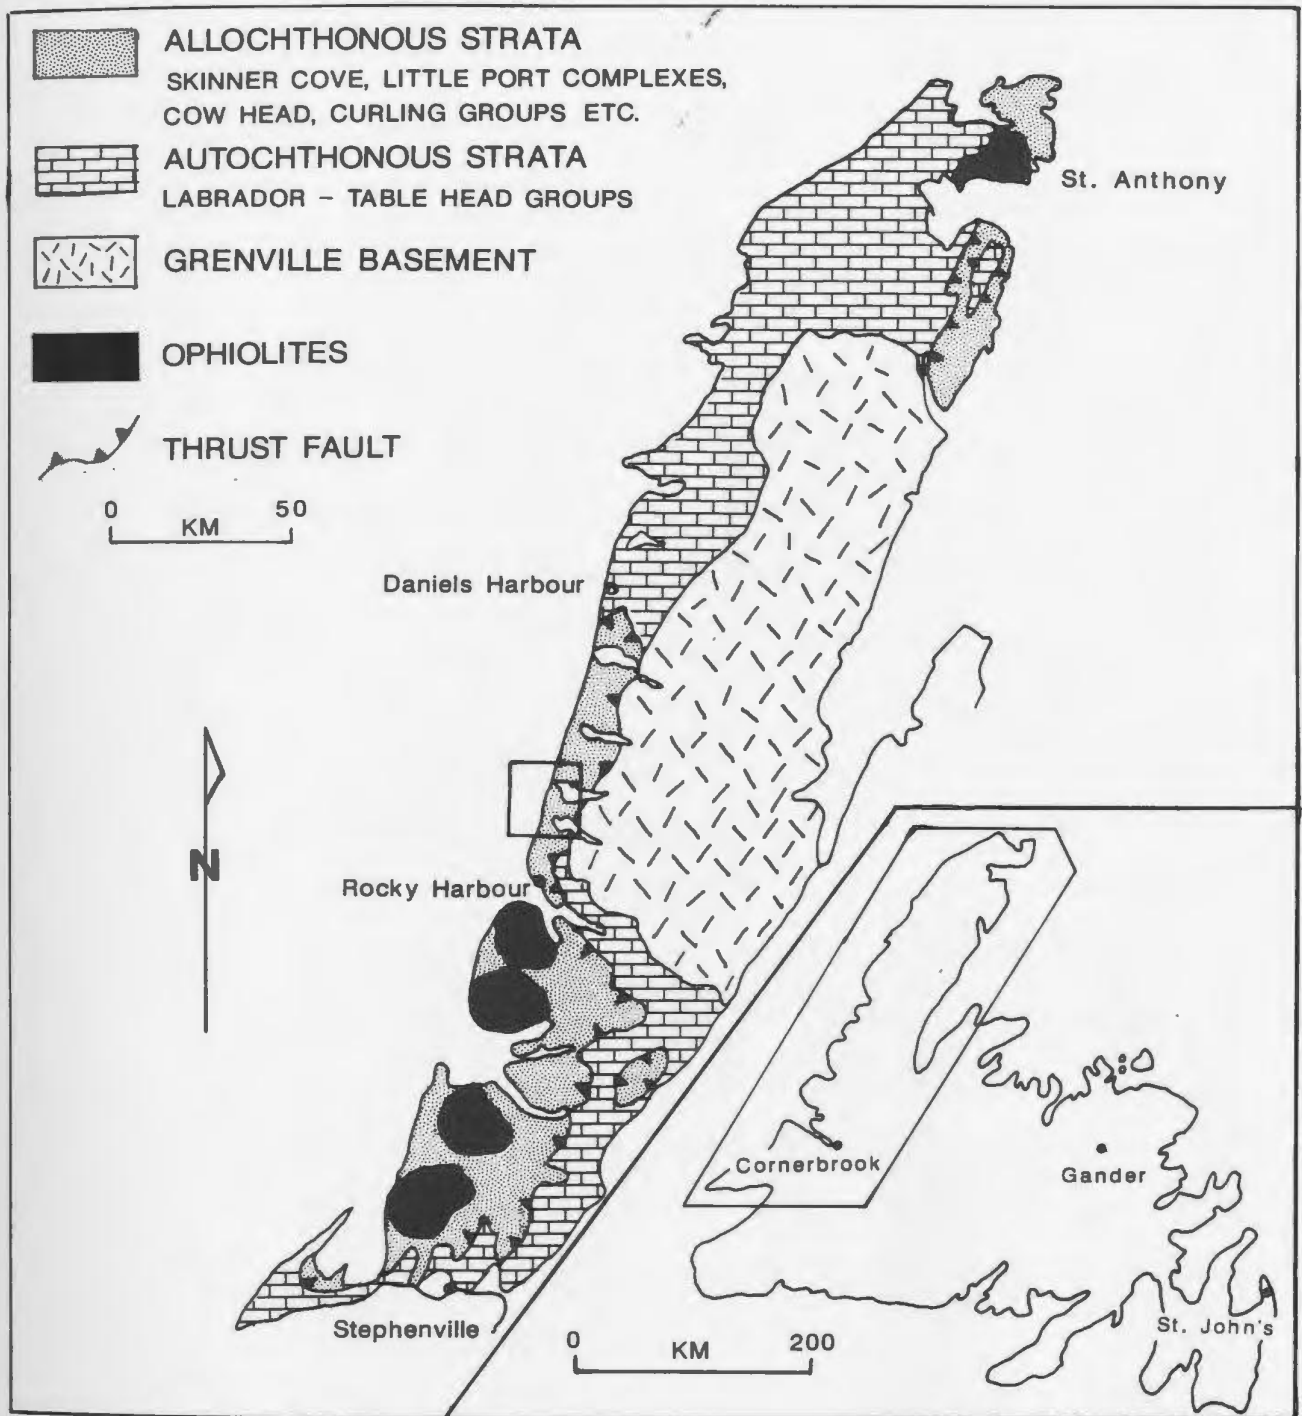 ALLOCHTHONOUS STRATA
SKINNER COVE, LITTLE PORT COMPLEXES,
COW HEAD, CURLING GROUPS ETC.
AUTOCHTHONOUS STRATA
LABRADOR – TABLE HEAD GROUPS
GRENVILLE BASEMENT
OPHIOLITES
THRUST FAULT
0 50
KM
St. Anthony
Daniels Harbour
N
Rocky Harbour
Cornerbrook
Gander
St. John's
Stephenville
0 200
KM